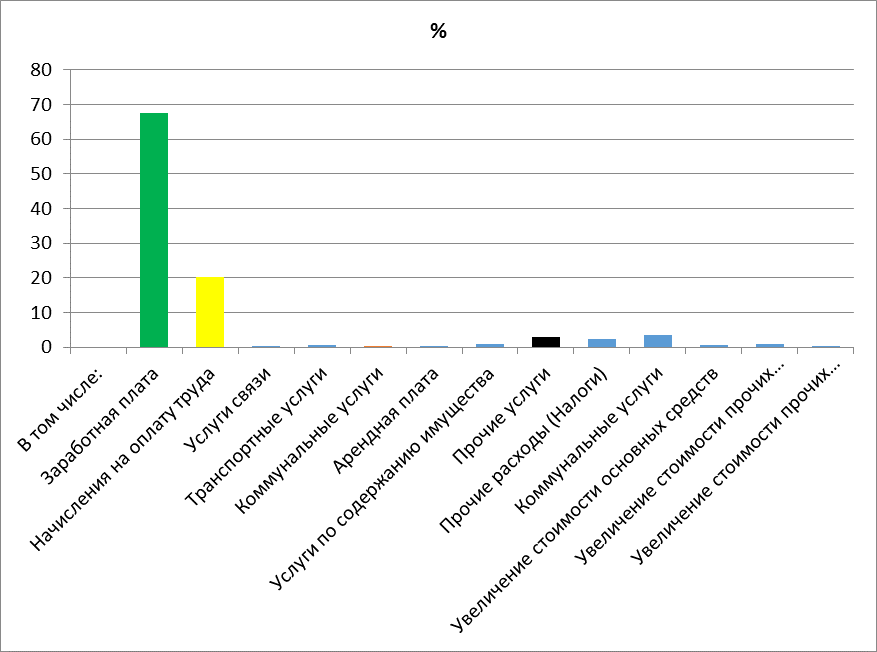 %
80
70
60
50
40
30
20
10
0
В том числе:
Заработная плата
Начисления на оплату труда
Услуги связи
Транспортные услуги
Коммунальные услуги
Арендная плата
Услуги по содержанию имущества
Прочие услуги
Прочие расходы (Налоги)
Коммунальные услуги
Увеличение стоимости основных средств
Увеличение стоимости прочих...
Увеличение стоимости прочих...